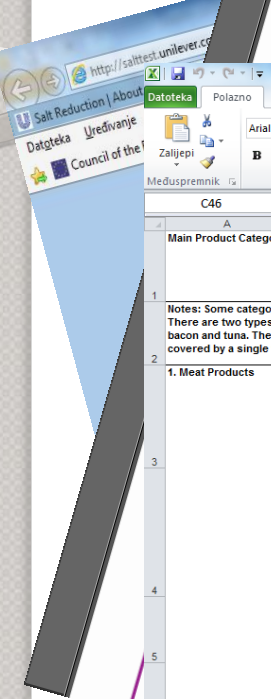 http://salttest.unilever.co
Salt Reduction | About
Datoteka Uređivanje
Council of the
Datoteka Polazno
Arial
Zalijepi
B
Međuspremnik
C46
A
Main Product Catego
1
Notes: Some catego
There are two types
bacon and tuna. The
covered by a single
2
1. Meat Products
3
4
5